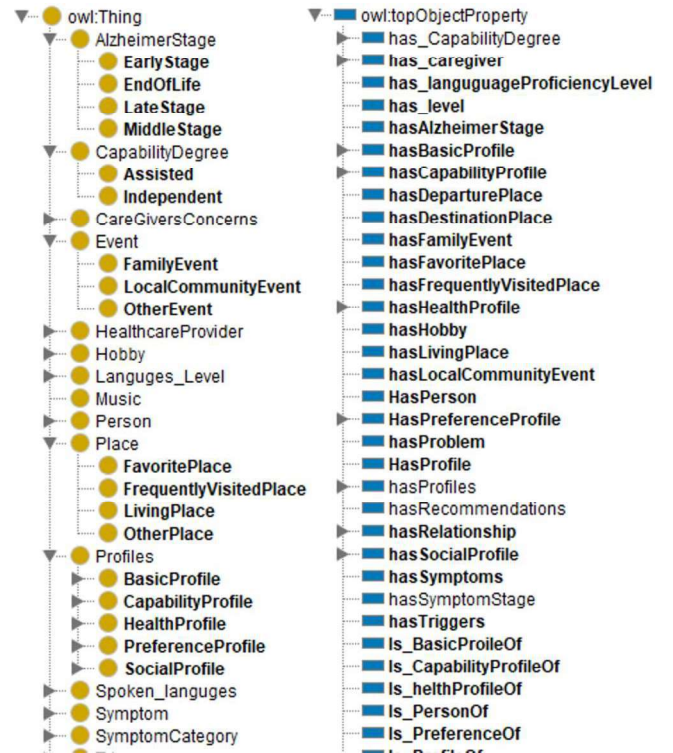 owl:Thing
AlzheimerStage
EarlyStage
EndOfLife
LateStage
MiddleStage
CapabilityDegree
Assisted
Independent
CareGiversConcerns
Event
FamilyEvent
LocalCommunityEvent
OtherEvent
HealthcareProvider
Hobby
Languges_Level
Music
Person
Place
FavoritePlace
FrequentlyVisitedPlace
LivingPlace
OtherPlace
Profiles
BasicProfile
CapabilityProfile
HealthProfile
PreferenceProfile
SocialProfile
Spoken_languges
Symptom
SymptomCategory
owl:topObjectProperty
has_CapabilityDegree
has_caregiver
has_languguageProficiencyLevel
has_level
hasAlzheimerStage
hasBasicProfile
hasCapabilityProfile
hasDeparturePlace
hasDestinationPlace
hasFamilyEvent
hasFavoritePlace
hasFrequentlyVisitedPlace
hasHealthProfile
hasHobby
hasLivingPlace
hasLocalCommunityEvent
HasPerson
HasPreferenceProfile
hasProblem
HasProfile
hasProfiles
hasRecommendations
hasRelationship
hasSocialProfile
hasSymptoms
hasSymptomStage
hasTriggers
Is_BasicProileOf
Is_CapabilityProfileOf
Is_helthProfileOf
Is_PersonOf
Is_PreferenceOf